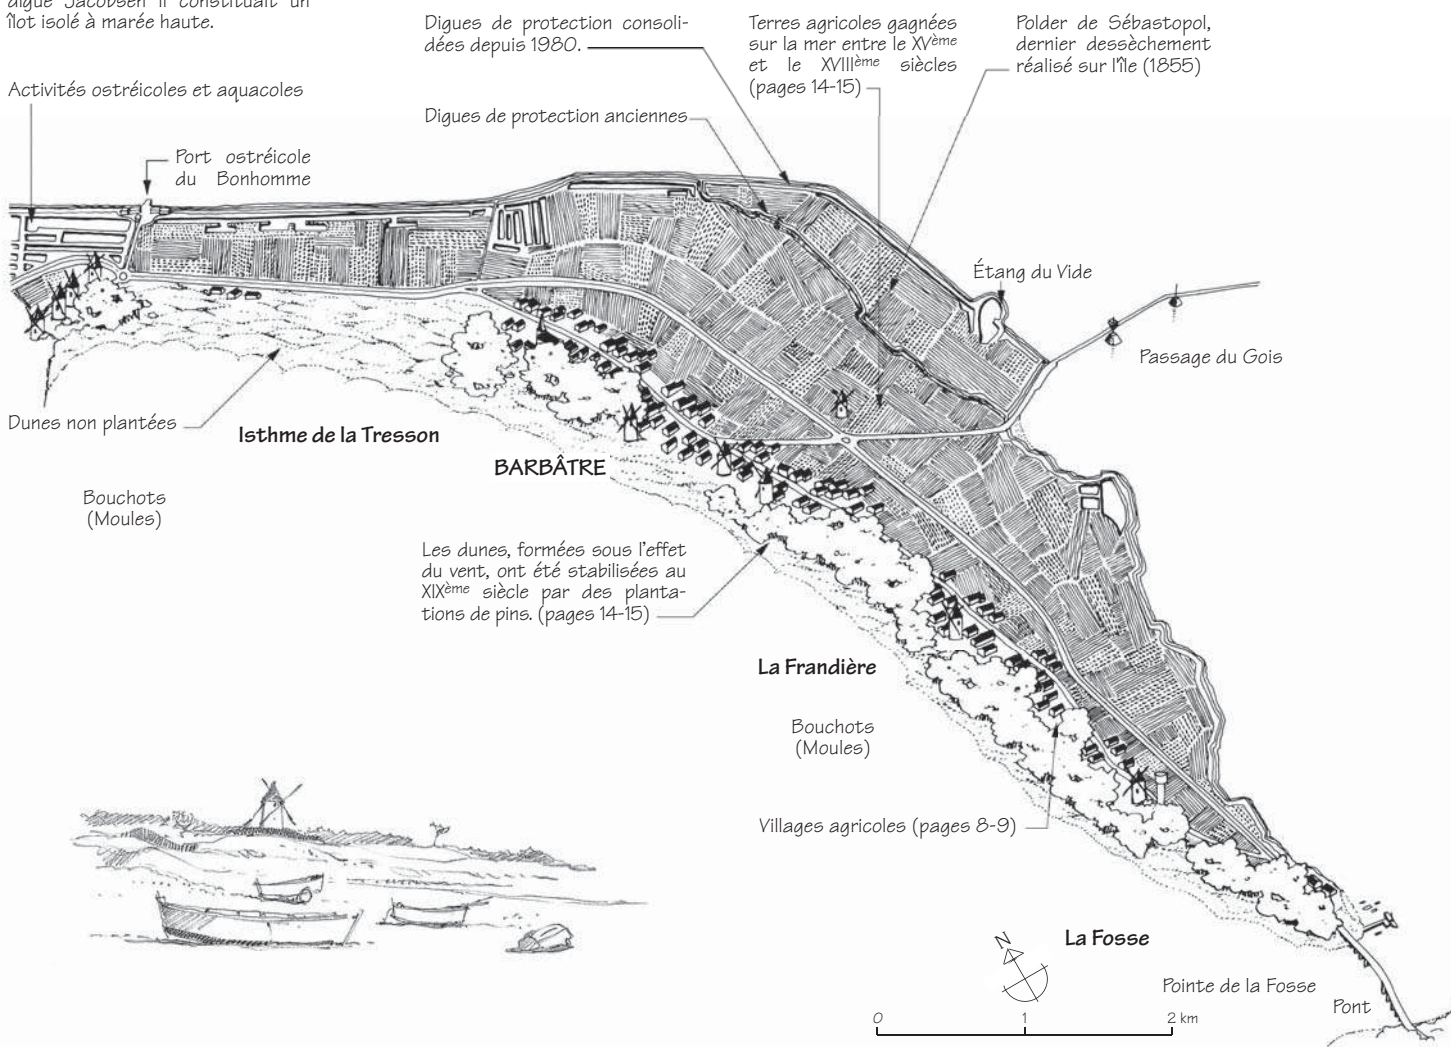 digue Jacobsen il constituait un
îlot isolé à marée haute.
Activités ostréicoles et aquacoles
Port ostréicole
du Bonhomme
Digues de protection consoli-
dées depuis 1980.
Digues de protection anciennes
Terres agricoles gagnées
sur la mer entre le XVème
et le XVIIIème siècles
(pages 14-15)
Polder de Sébastopol,
dernier dessèchement
réalisé sur l'île (1855)
Étang du Vide
Passage du Gois
Dunes non plantées
Isthme de la Tresson
BARBÂTRE
Bouchots
(Moules)
Les dunes, formées sous l'effet
du vent, ont été stabilisées au
XIXème siècle par des planta-
tions de pins. (pages 14-15)
La Frandière
Bouchots
(Moules)
Villages agricoles (pages 8-9)
N
La Fosse
Pointe de la Fosse
Pont
0 1 2 km